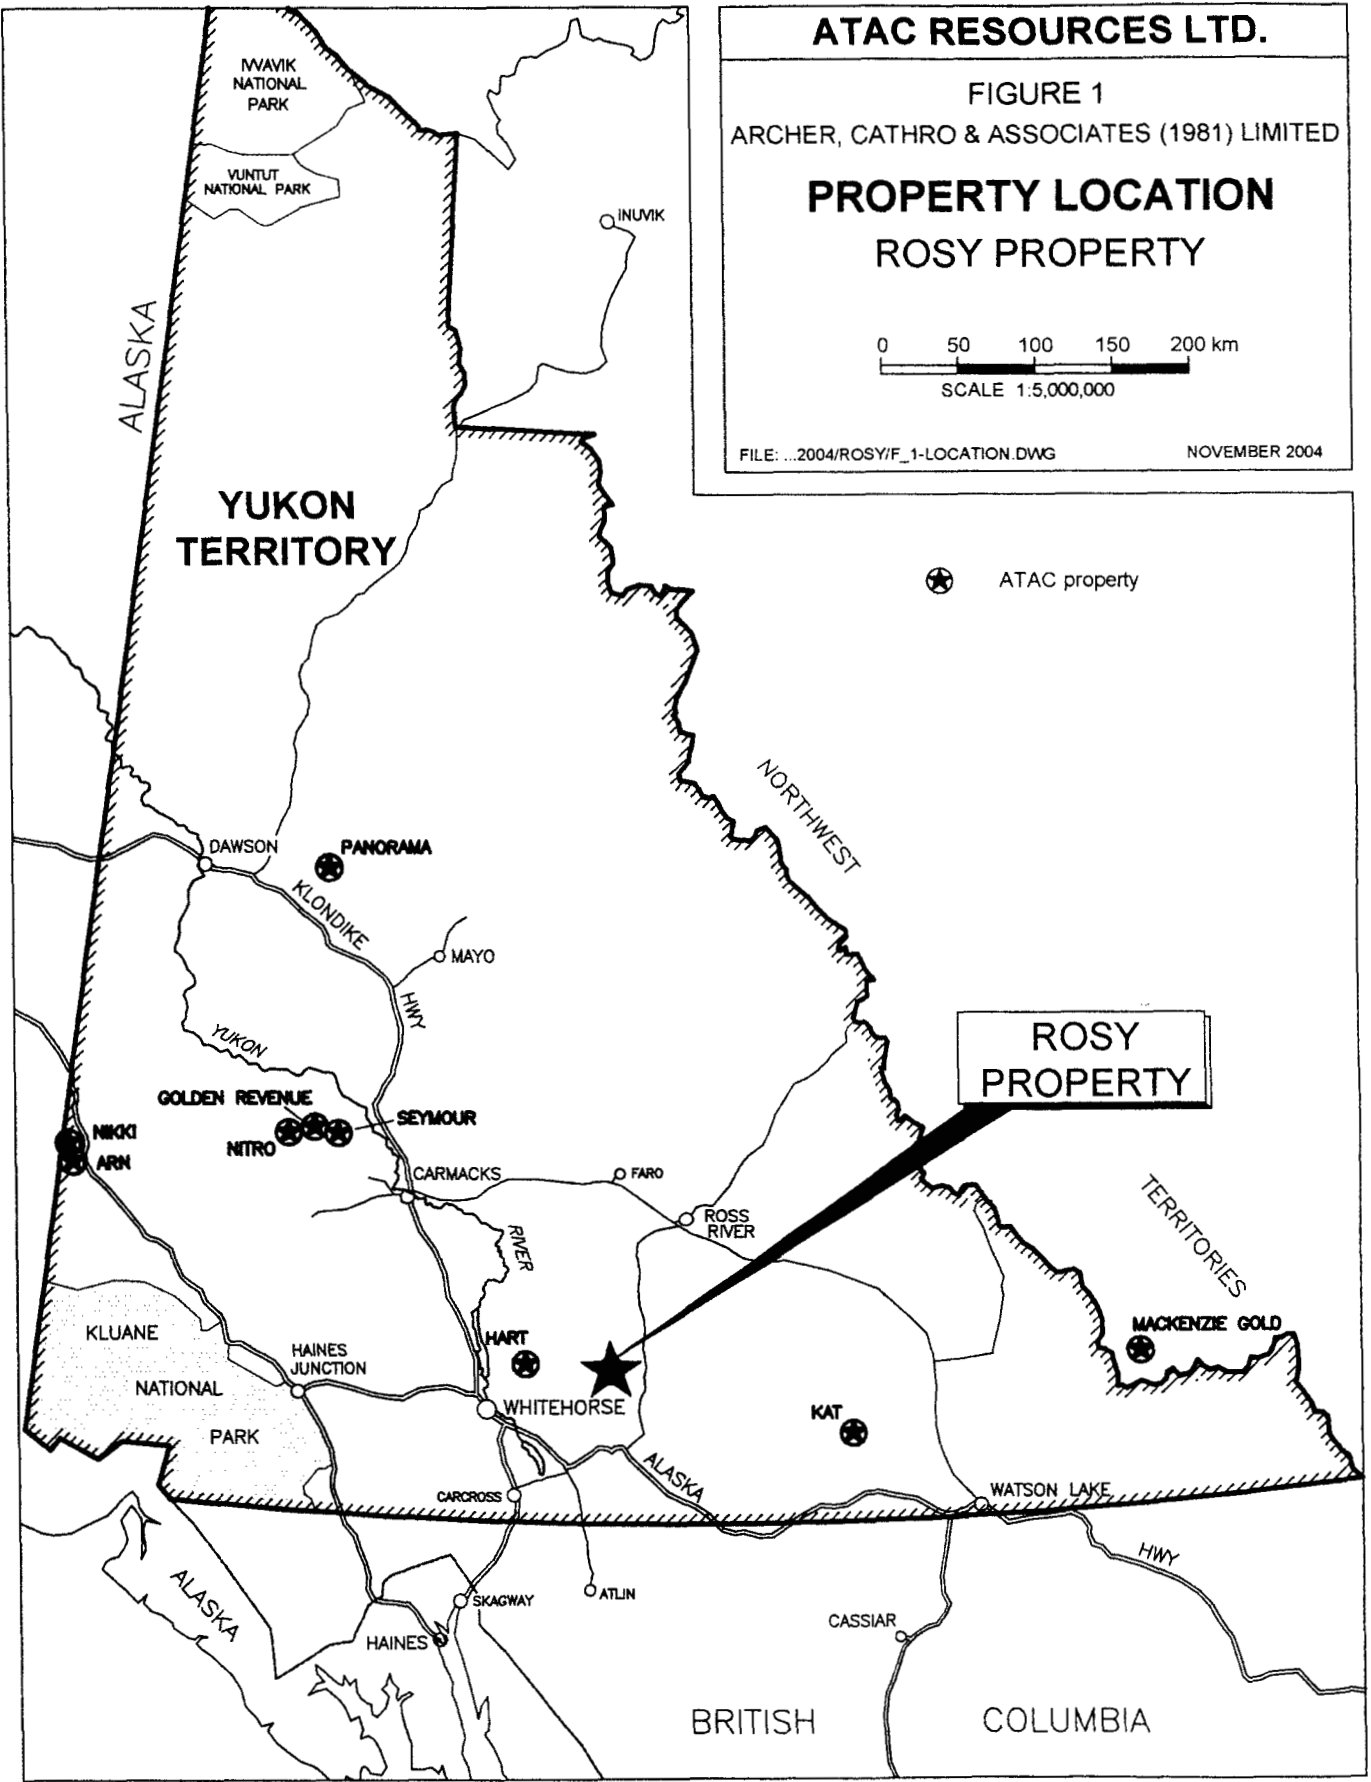 ATAC RESOURCES LTD.
FIGURE 1
ARCHER, CATHRO & ASSOCIATES (1981) LIMITED
PROPERTY LOCATION
ROSY PROPERTY
0 50 100 150 200 km
SCALE 1:5,000,000
FILE: ...2004/ROSY/F_1-LOCATION.DWG
NOVEMBER 2004
IVVAVIK
NATIONAL
PARK
VUNTUT
NATIONAL PARK
INUVIK
ALASKA
YUKON
TERRITORY
ATAC property
NORTHWEST
DAWSON
PANORAMA
KLONDIKE
MAYO
HWY
YUKON
ROSY
PROPERTY
GOLDEN REVENUE
SEYMOUR
NITRO
NIKKI
ARN
CARMACKS
FARO
ROSS
RIVER
RIVER
TERRITORIES
KLUANE
NATIONAL
PARK
HAINES
JUNCTION
HART
MACKENZIE GOLD
WHITEHORSE
KAT
ALASKA
CARCROSS
WATSON LAKE
HWY
ALASKA
SKAGWAY
ATLIN
HAINES
CASSIAR
BRITISH COLUMBIA